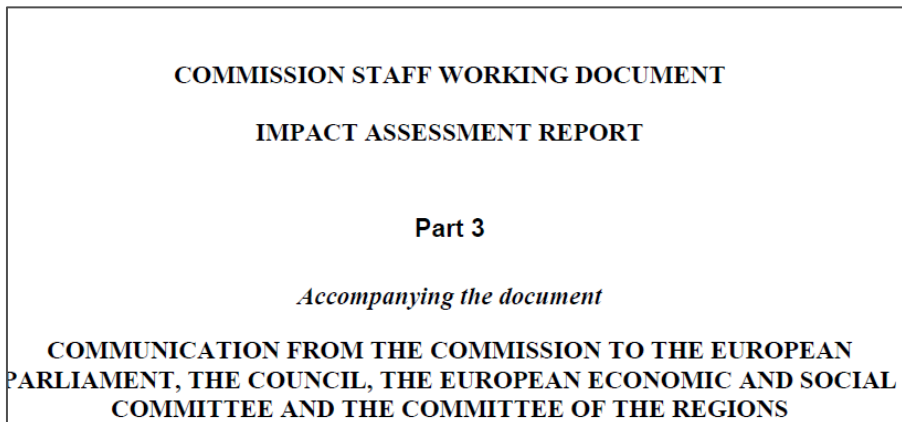 COMMISSION STAFF WORKING DOCUMENT
IMPACT ASSESSMENT REPORT
Part 3
Accompanying the document
COMMUNICATION FROM THE COMMISSION TO THE EUROPEAN
PARLIAMENT, THE COUNCIL, THE EUROPEAN ECONOMIC AND SOCIAL
COMMITTEE AND THE COMMITTEE OF THE REGIONS